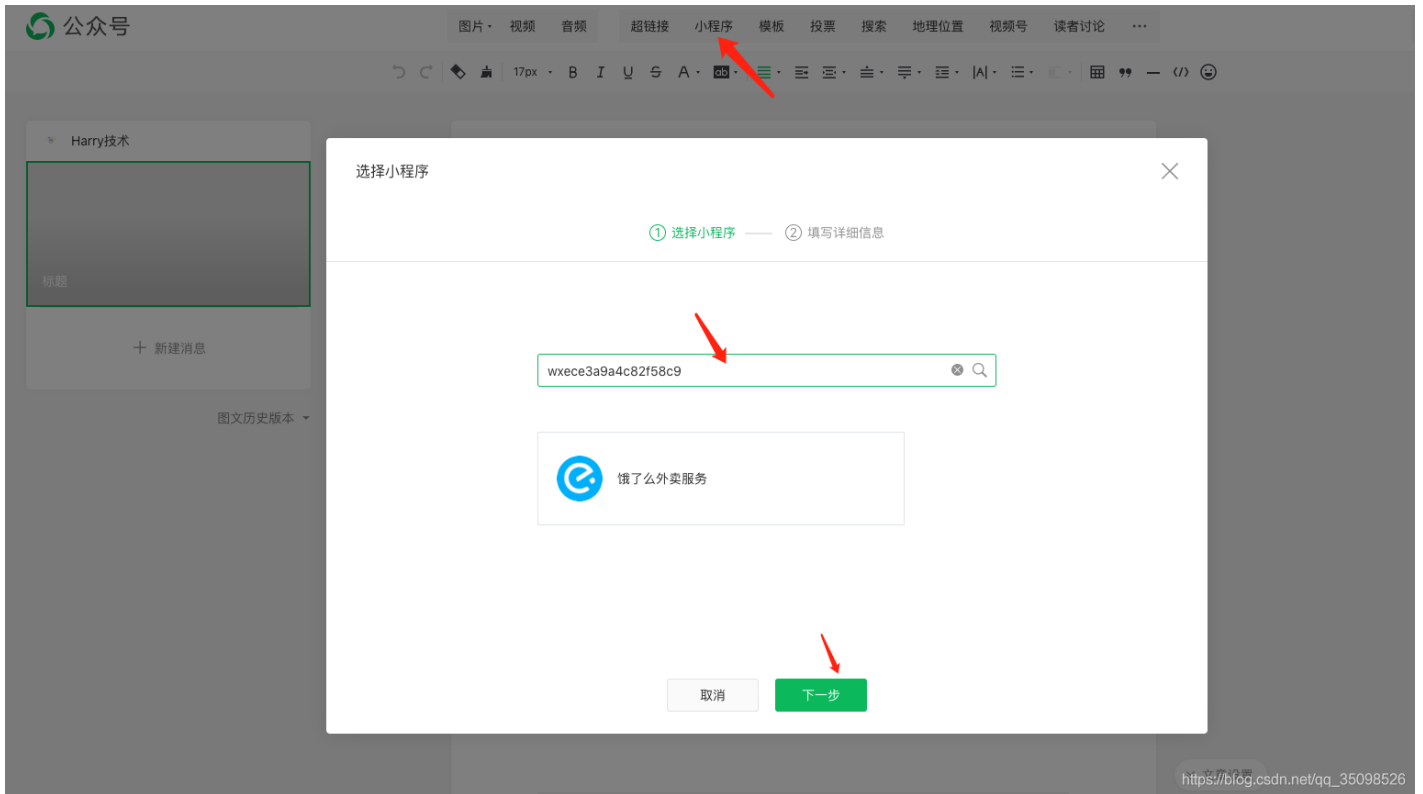 公众号
图片 视频 音频 超链接 小程序 模板 投票 搜索 地理位置 视频号 读者讨论 ...
17px B I U S A ab |A|
Harry技术
标题
新建消息
图文历史版本
选择小程序
1 选择小程序 2 填写详细信息
wxece3a9a4c82f58c9
饿了么外卖服务
取消 下一步
https://blog.csdn.net/qq_35098526